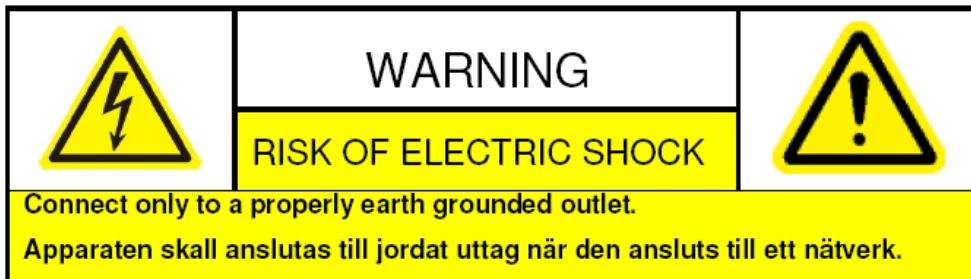 WARNING
RISK OF ELECTRIC SHOCK
Connect only to a properly earth grounded outlet.
Apparaten skall anslutas till jordat uttag när den ansluts till ett nätverk.